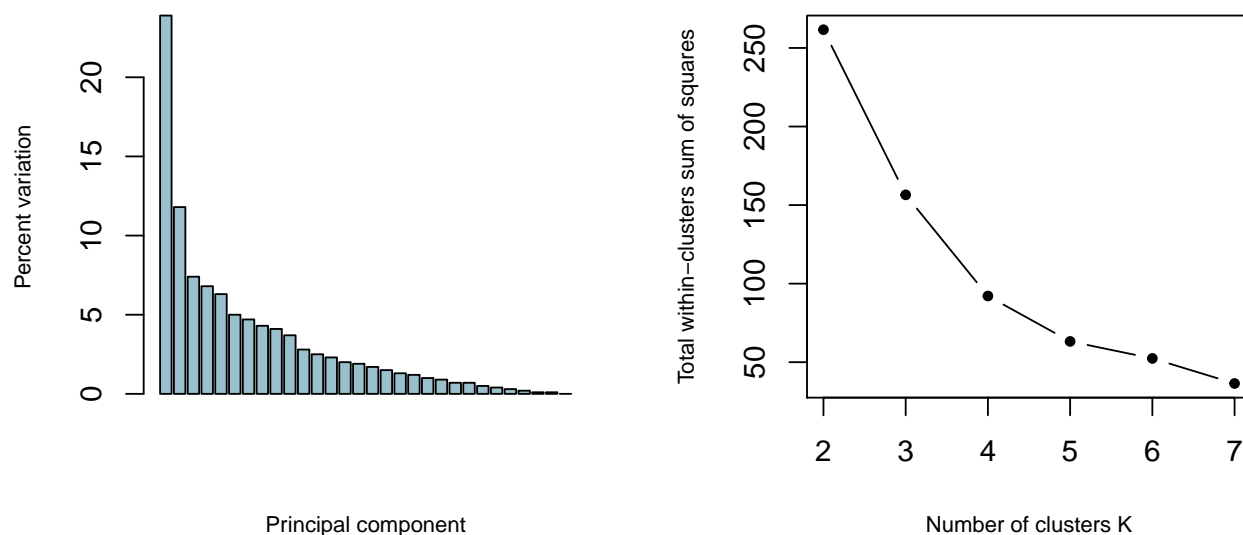 Percent variation
20
15
10
5
0
Principal component
Total within−clusters sum of squares
250
200
150
100
50
2 3 4 5 6 7
Number of clusters K